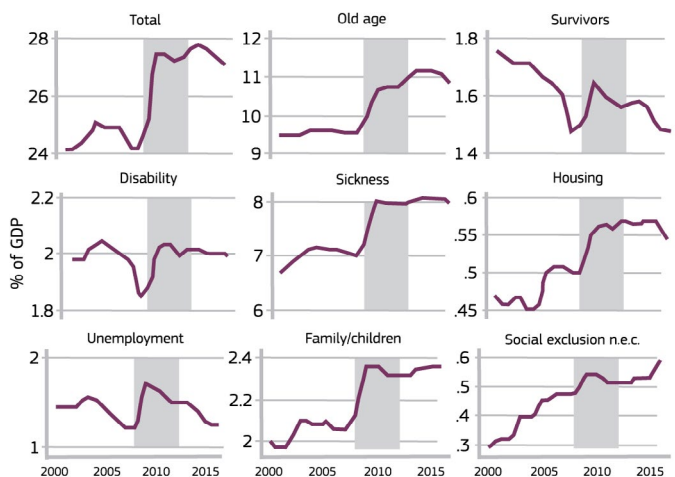 Total
Old age
Survivors
28
26
24
12
11
10
9
1.8
1.6
1 4
Disability
Sickness
Housing
% of GDP
2.2
2
1.8
8
7
6
.6
.55
.5
.45
Unemployment
Family/children
Social exclusion n.e.c.
2
1
2.4
2.2
2
.6
.5
.4
.3
2000 2005 2010 2015
2000 2005 2010 2015
2000 2005 2010 2015